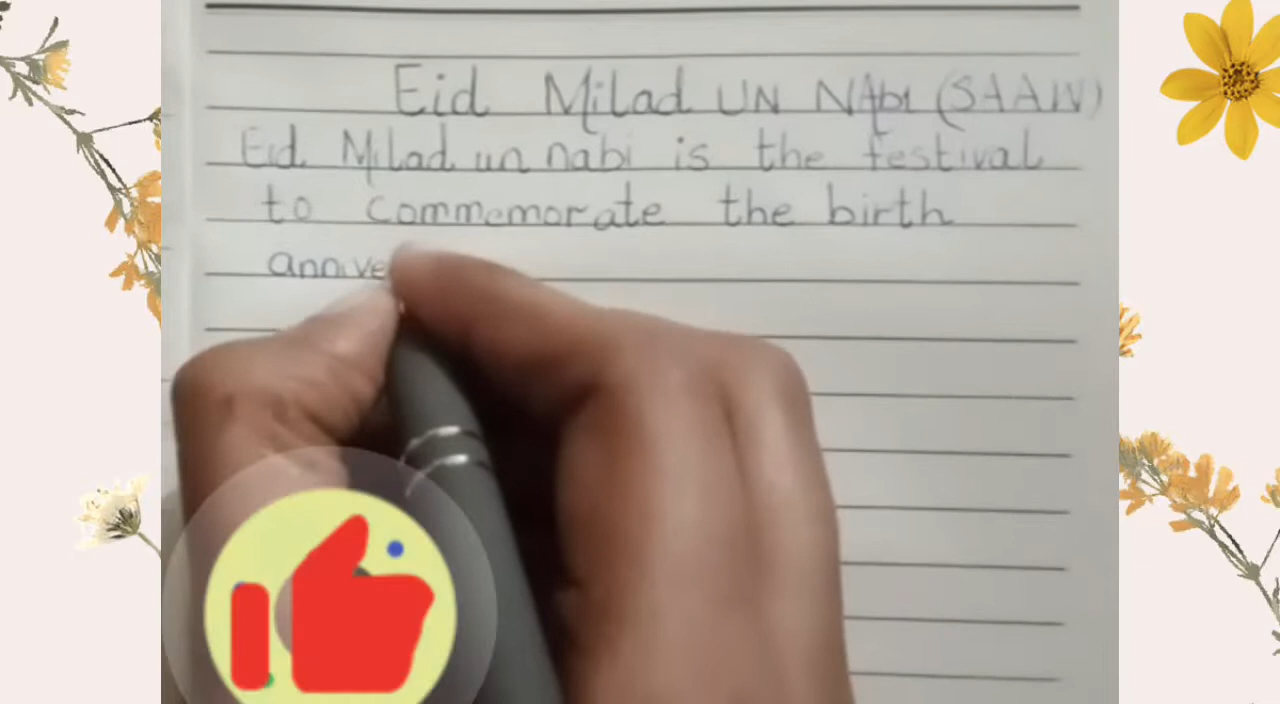 Eid Milad UN NAbi (SAAW)
Eid Milad un nabi is the festival
to commemorate the birth
annive